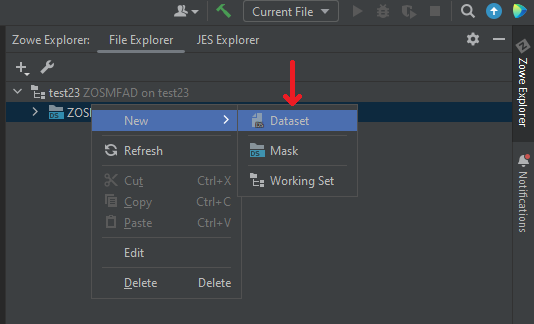 Current File
Zowe Explorer: File Explorer JES Explorer
test23 ZOSMFAD on test23
New
Dataset
Refresh
Mask
Cut Ctrl+X
Working Set
Copy Ctrl+C
Paste Ctrl+V
Edit
Delete Delete
Zowe Explorer
Notifications